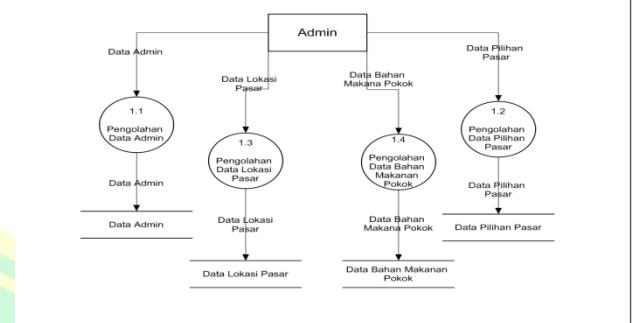 Admin
Data Admin
Data Lokasi
Pasar
Data Bahan
Makana Pokok
Data Pilihan
Pasar
1.1
Pengolahan
Data Admin
1.3
Pengolahan
Data Lokasi
Pasar
1.4
Pengolahan
Data Bahan
Makanan
Pokok
1.2
Pengolahan
Data Pilihan
Pasar
Data Admin
Data Lokasi
Pasar
Data Bahan
Makana Pokok
Data Pilihan
Pasar
Data Admin
Data Lokasi Pasar
Data Bahan Makanan
Pokok
Data Pilihan Pasar